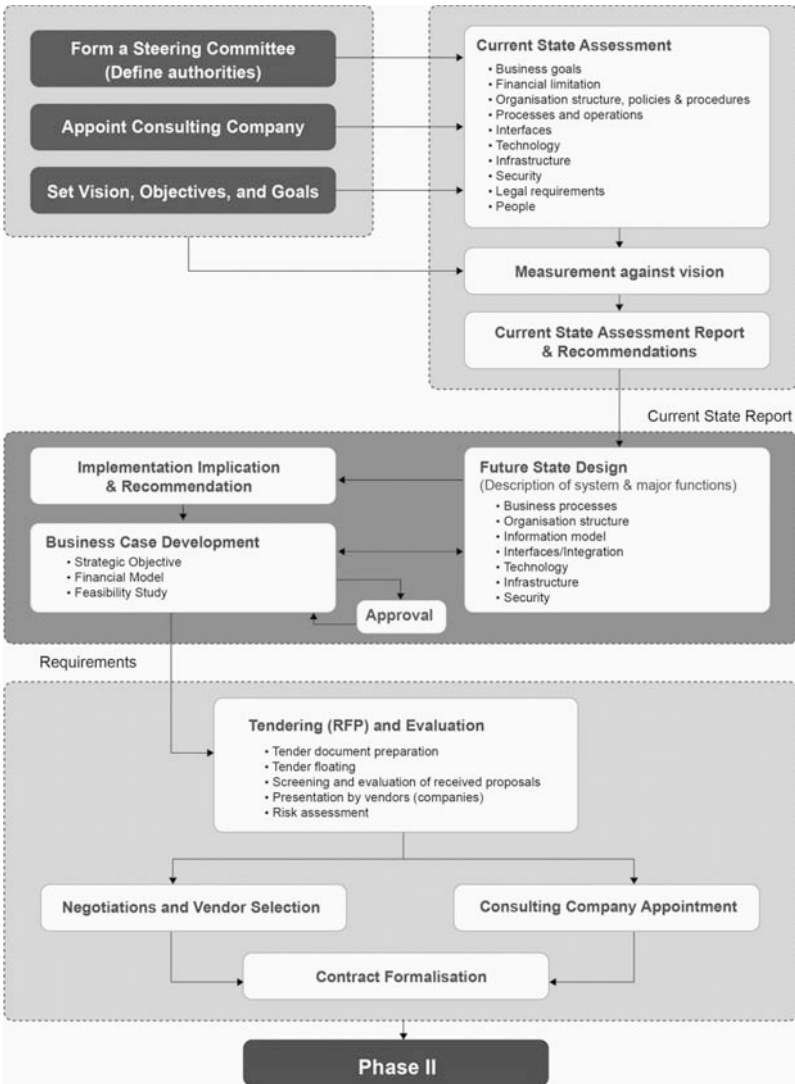 Form a Steering Committee
(Define authorities)
Appoint Consulting Company
Set Vision, Objectives, and Goals
Current State Assessment
• Business goals
• Financial limitation
• Organisation structure, policies & procedures
• Processes and operations
• Interfaces
• Technology
• Infrastructure
• Security
• Legal requirements
• People
Measurement against vision
Current State Assessment Report
& Recommendations
Current State Report
Implementation Implication
& Recommendation
Business Case Development
• Strategic Objective
• Financial Model
• Feasibility Study
Approval
Future State Design
(Description of system & major functions)
• Business processes
• Organisation structure
• Information model
• Interfaces/Integration
• Technology
• Infrastructure
• Security
Requirements
Tendering (RFP) and Evaluation
• Tender document preparation
• Tender floating
• Screening and evaluation of received proposals
• Presentation by vendors (companies)
• Risk assessment
Negotiations and Vendor Selection
Consulting Company Appointment
Contract Formalisation
Phase II